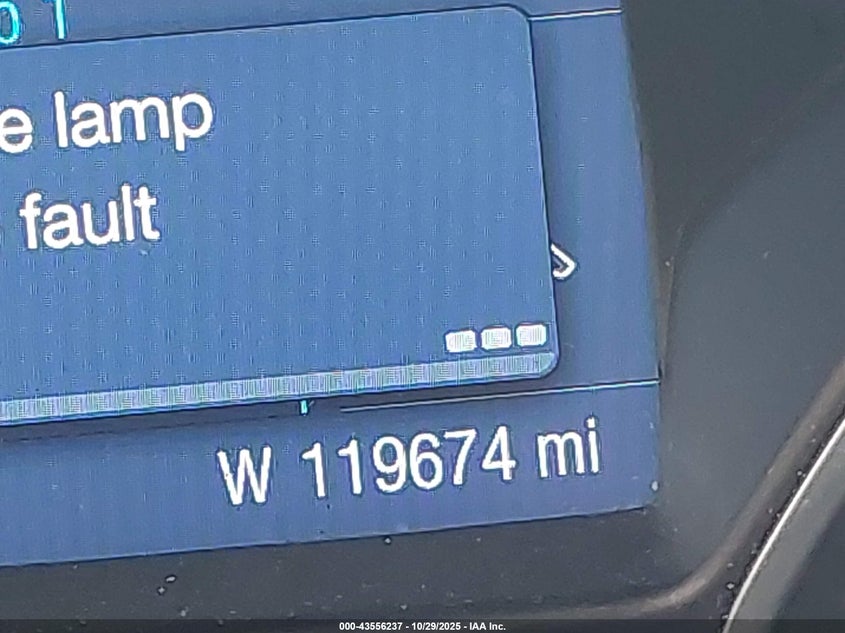 e lamp
fault
W 119674 mi
000-43556237 - 10/29/2025 - IAA Inc.